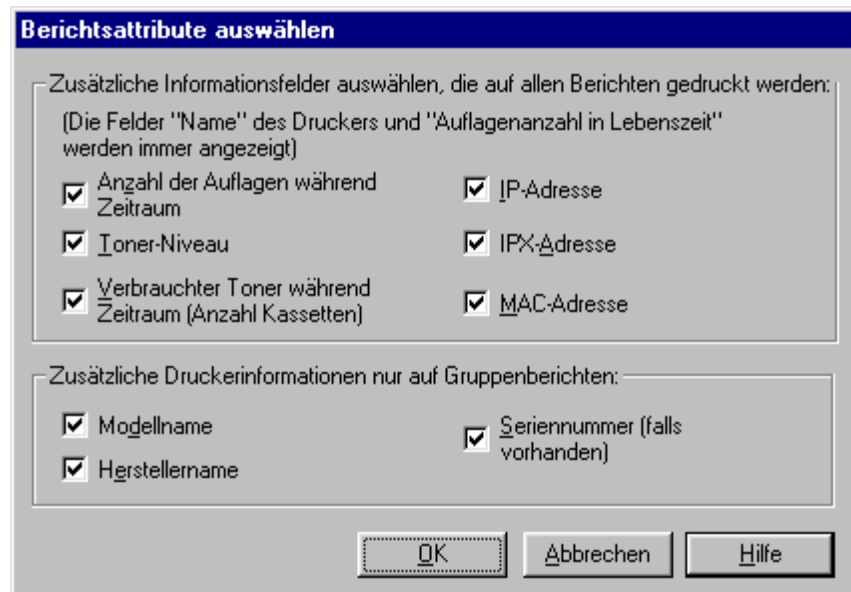 Berichtsattribute auswählen
Zusätzliche Informationsfelder auswählen, die auf allen Berichten gedruckt werden:
(Die Felder "Name" des Druckers und "Auflagenanzahl in Lebenszeit"
werden immer angezeigt)
Anzahl der Auflagen während
Zeitraum
IP-Adresse
Toner-Niveau
IPX-Adresse
Verbrauchter Toner während
Zeitraum (Anzahl Kassetten)
MAC-Adresse
Zusätzliche Druckerinformationen nur auf Gruppenberichten:
Modellname
Seriennummer (falls
vorhanden)
Herstellername
OK
Abbrechen
Hilfe